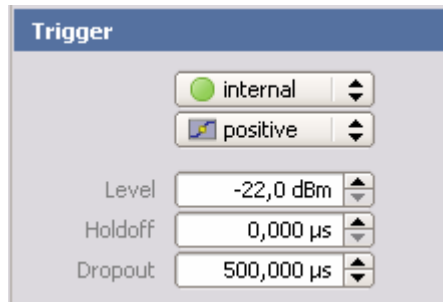 Trigger
internal
positive
Level -22,0 dBm
Holdoff 0,000 µs
Dropout 500,000 µs